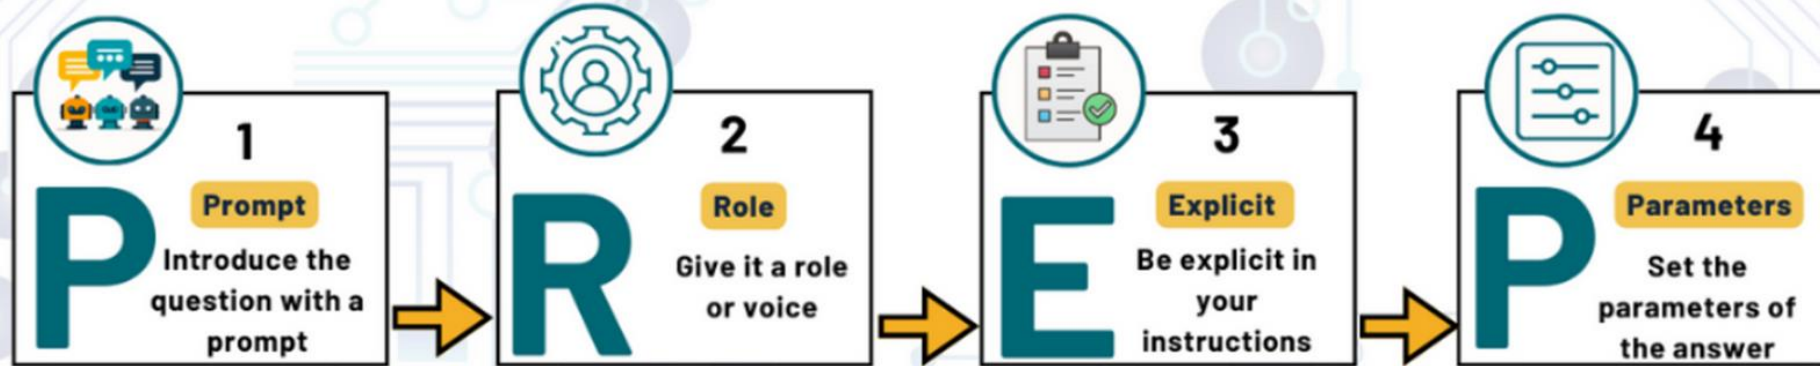 1
P
Prompt
Introduce the
question with a
prompt
2
R
Role
Give it a role
or voice
3
E
Explicit
Be explicit in
your
instructions
4
P
Parameters
Set the
parameters of
the answer